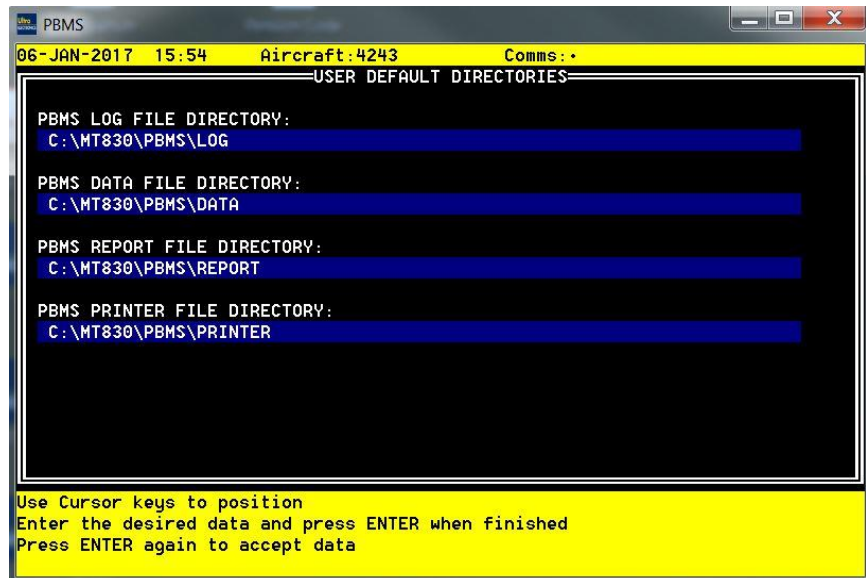 Ultra
PBMS
06-JAN-2017 15:54 Aircraft:4243 Comms:·
USER DEFAULT DIRECTORIES
PBMS LOG FILE DIRECTORY:
C:\MT830\PBMS\LOG
PBMS DATA FILE DIRECTORY:
C:\MT830\PBMS\DATA
PBMS REPORT FILE DIRECTORY:
C:\MT830\PBMS\REPORT
PBMS PRINTER FILE DIRECTORY:
C:\MT830\PBMS\PRINTER
Use Cursor keys to position
Enter the desired data and press ENTER when finished
Press ENTER again to accept data